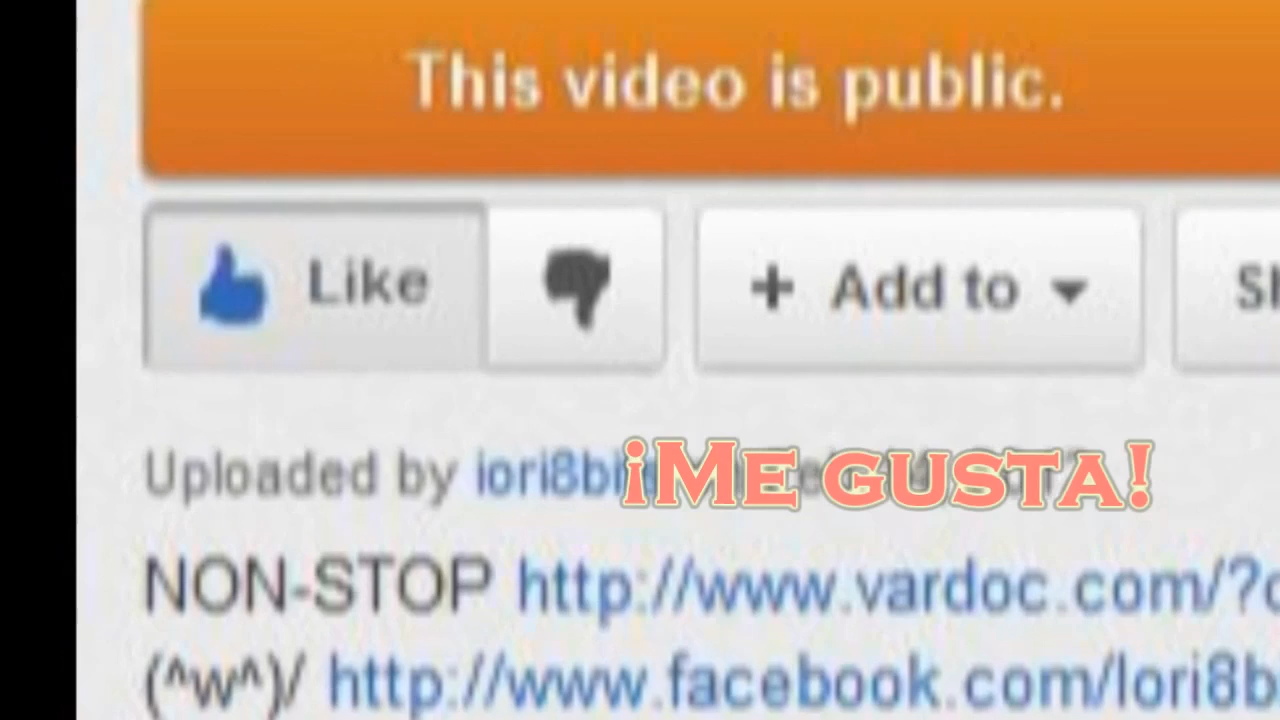 This video is public.
Like
+ Add to
Uploaded by
¡ME GUSTA!
NON-STOP http://www.vardoc.com/?
(^w^)/ http://www.facebook.com/lori8b